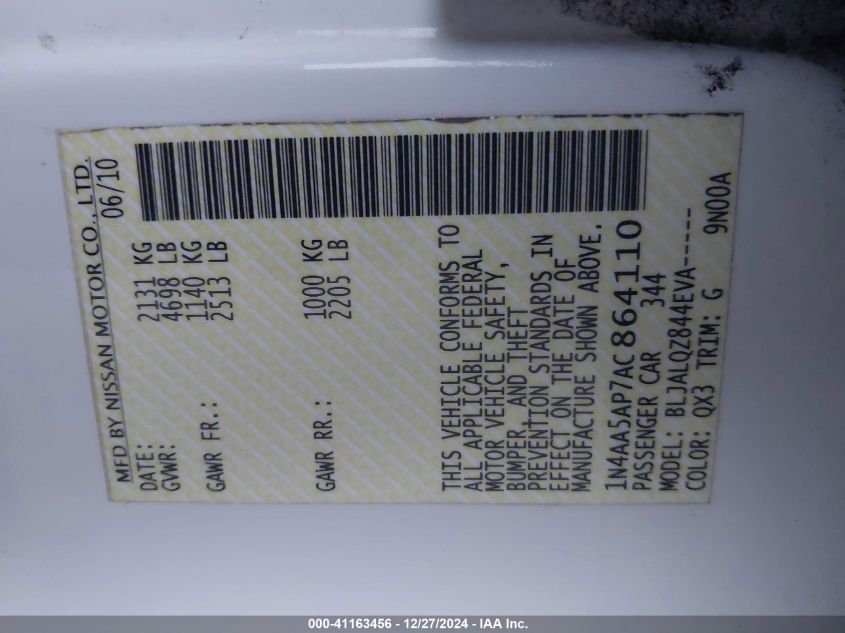 MFD BY NISSAN MOTOR CO., LTD.
DATE: 06/10
GVWR: 2131 KG
4698 LB
GAWR FR.: 1140 KG
2513 LB
GAWR RR.: 1000 KG
2205 LB
THIS VEHICLE CONFORMS TO
ALL APPLICABLE FEDERAL
MOTOR VEHICLE SAFETY,
BUMPER, AND THEFT
PREVENTION STANDARDS IN
EFFECT ON THE DATE OF
MANUFACTURE SHOWN ABOVE.
1N4AA5AP7AC864110
PASSENGER CAR 344
MODEL: BLJALQZ844EVA-----
COLOR: QX3 TRIM: G 9N00A
000-41163456 - 12/27/2024 - IAA Inc.